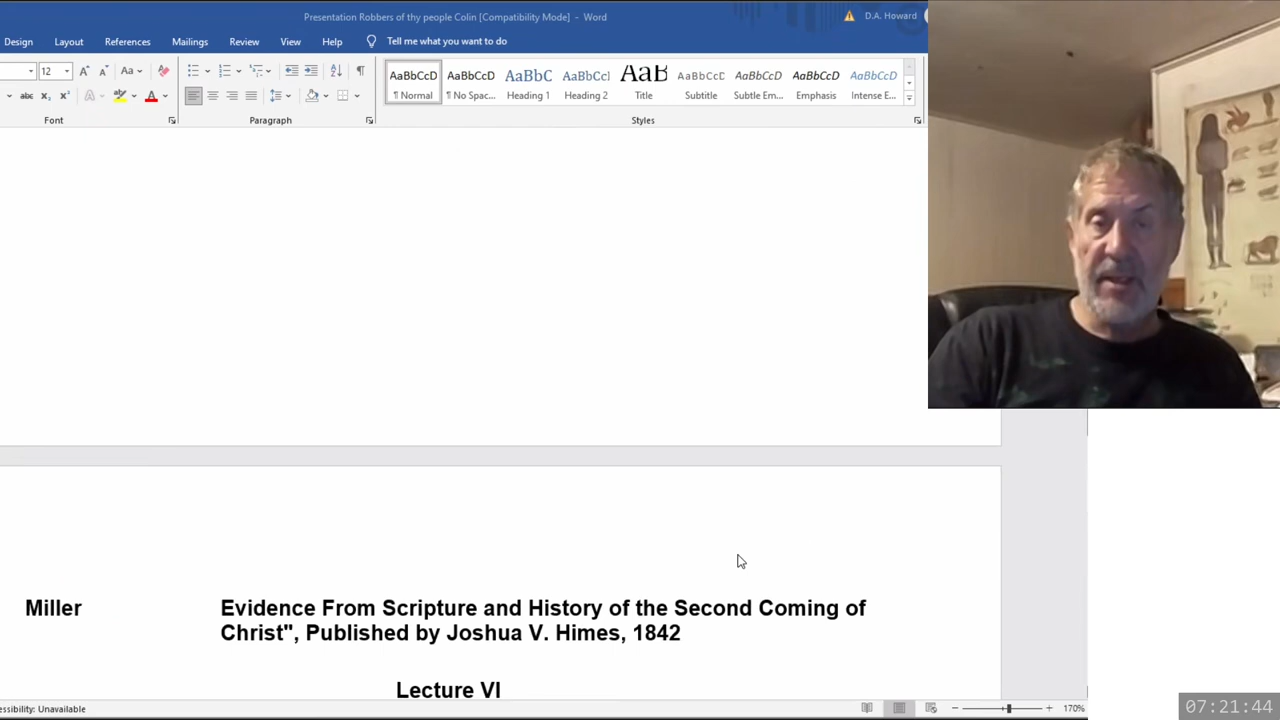 Presentation Robbers of thy people Colin [Compatibility Mode] - Word
D.A. Howard
Design Layout References Mailings Review View Help Tell me what you want to do
12 Aa
AaBbCcD AaBbCcD AaBbC AaBbCcl AaB AaBbCcD AaBbCcD AaBbCcD AaBbCcD
¶ Normal ¶ No Spac... Heading 1 Heading 2 Title Subtitle Subtle Em... Emphasis Intense E...
Font Paragraph Styles
Miller Evidence From Scripture and History of the Second Coming of
Christ", Published by Joshua V. Himes, 1842
Lecture VI
ssibility: Unavailable
170%
07:21:44